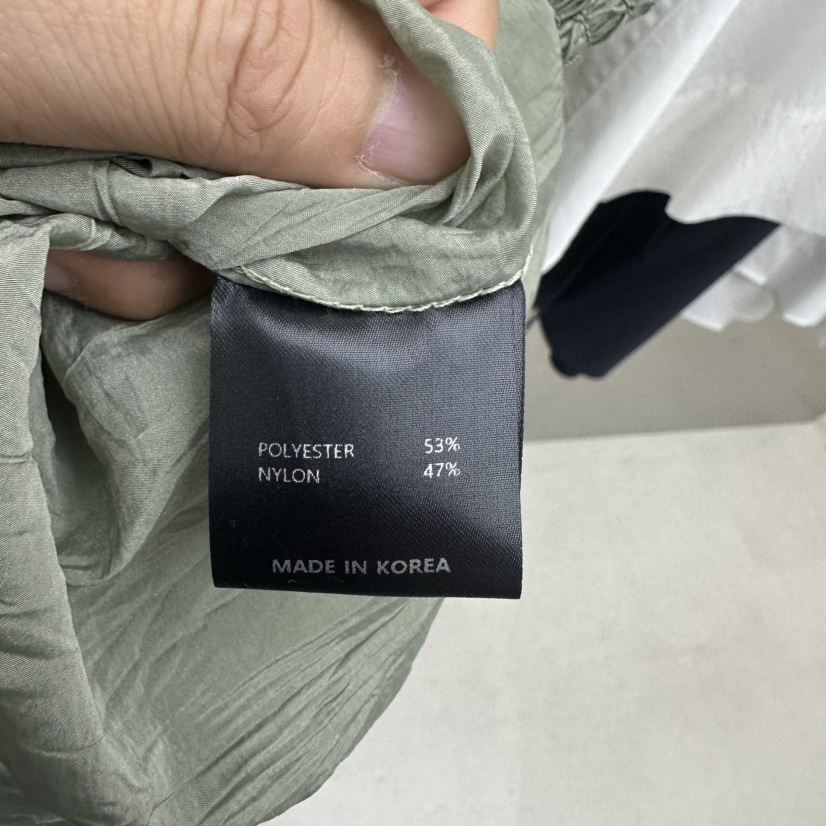 POLYESTER 53%
NYLON 47%
MADE IN KOREA